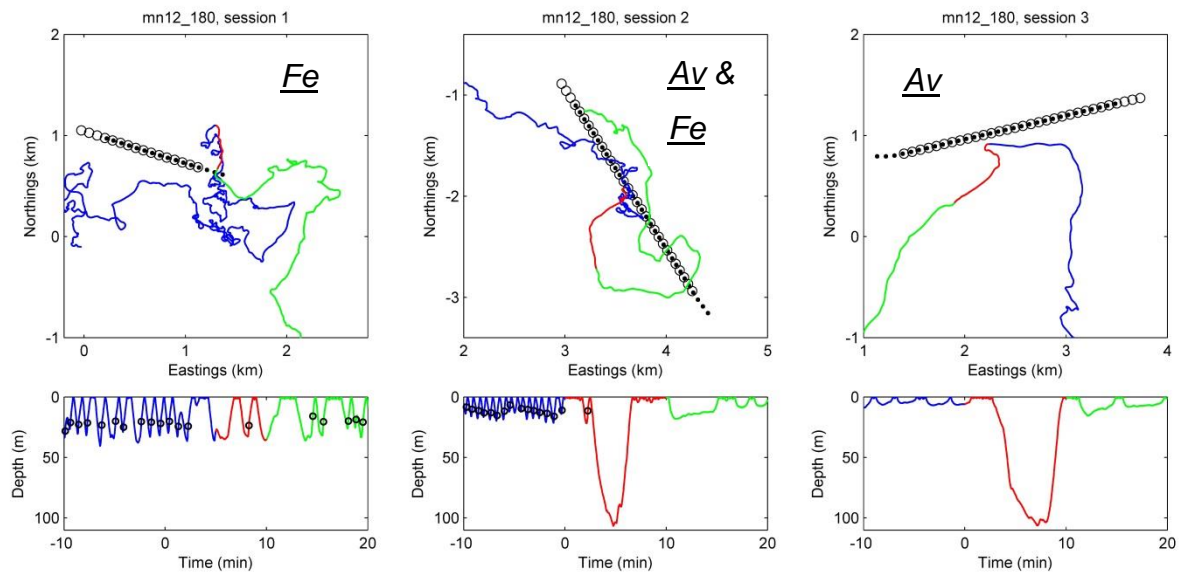 mn12_180, session 1
Fe
2
1
0
-1
Northings (km)
0
1
2
Eastings (km)
mn12_180, session 2
Av &
Fe
-1
-2
-3
Northings (km)
2
3
4
5
Eastings (km)
mn12_180, session 3
Av
2
1
0
-1
Northings (km)
1
2
3
4
Eastings (km)
0
50
100
Depth (m)
-10
0
10
20
Time (min)
0
50
100
Depth (m)
-10
0
10
20
Time (min)
0
50
100
Depth (m)
-10
0
10
20
Time (min)